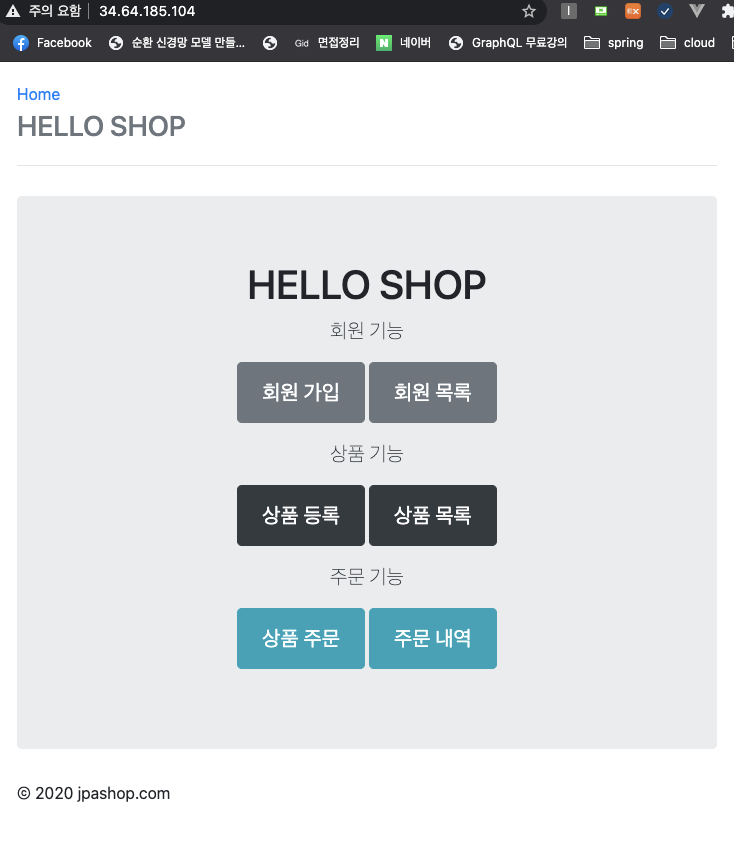 주의 요함 34.64.185.104
Facebook 순환 신경망 모델 만들... Gid 면접정리 네이버 GraphQL 무료강의 spring cloud
Home
HELLO SHOP
HELLO SHOP
회원 기능
회원 가입 회원 목록
상품 기능
상품 등록 상품 목록
주문 기능
상품 주문 주문 내역
© 2020 jpashop.com